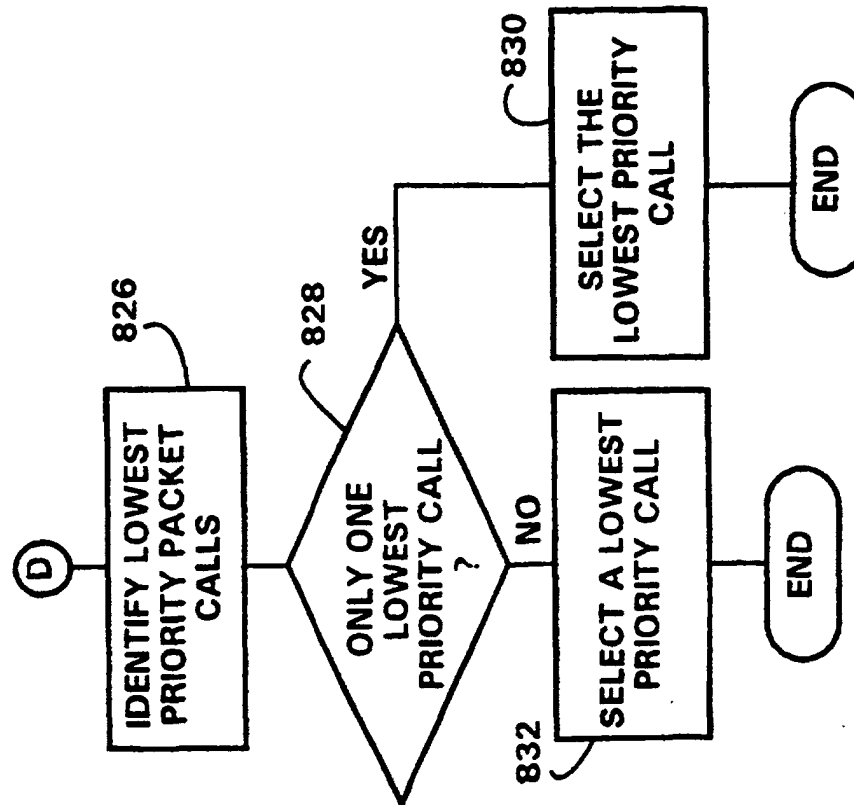 D
826
IDENTIFY LOWEST
PRIORITY PACKET
CALLS
828
ONLY ONE
LOWEST
PRIORITY CALL
?
YES
NO
830
SELECT THE
LOWEST PRIORITY
CALL
END
832
SELECT A LOWEST
PRIORITY CALL
END